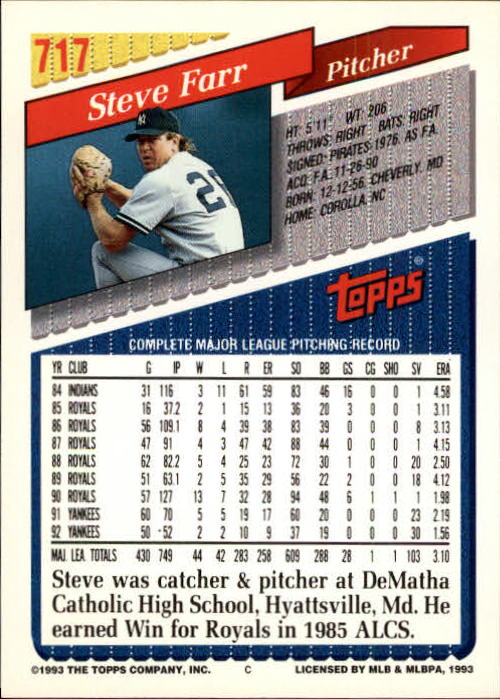 717
Steve Farr
Pitcher
HT: 5'11" WT: 206
THROWS: RIGHT BATS: RIGHT
SIGNED: PIRATES 1976, AS F.A.
ACQ: F.A. 11-26-90
BORN: 12-12-56, CHEVERLY, MD
HOME: COROLLA, NC
Topps®
COMPLETE MAJOR LEAGUE PITCHING RECORD
YR CLUB G IP W L R ER SO BB GS CG SHO SV ERA
84 INDIANS 31 116 3 11 61 59 83 46 16 0 0 1 4.58
85 ROYALS 16 37.2 2 1 15 13 36 20 3 0 0 1 3.11
86 ROYALS 56 109.1 8 4 39 38 83 39 0 0 0 8 3.13
87 ROYALS 47 91 4 3 47 42 88 44 0 0 0 1 4.15
88 ROYALS 62 82.2 5 4 25 23 72 30 1 0 0 20 2.50
89 ROYALS 51 63.1 2 5 35 29 56 22 2 0 0 18 4.12
90 ROYALS 57 127 13 7 32 28 94 48 6 1 1 1 1.98
91 YANKEES 60 70 5 5 19 17 60 20 0 0 0 23 2.19
92 YANKEES 50 52 2 2 10 9 37 19 0 0 0 30 1.56
MAJ. LEA. TOTALS 430 749 44 42 283 258 609 288 28 1 1 103 3.10
Steve was catcher & pitcher at DeMatha
Catholic High School, Hyattsville, Md. He
earned Win for Royals in 1985 ALCS.
©1993 THE TOPPS COMPANY, INC. C LICENSED BY MLB & MLBPA, 1993